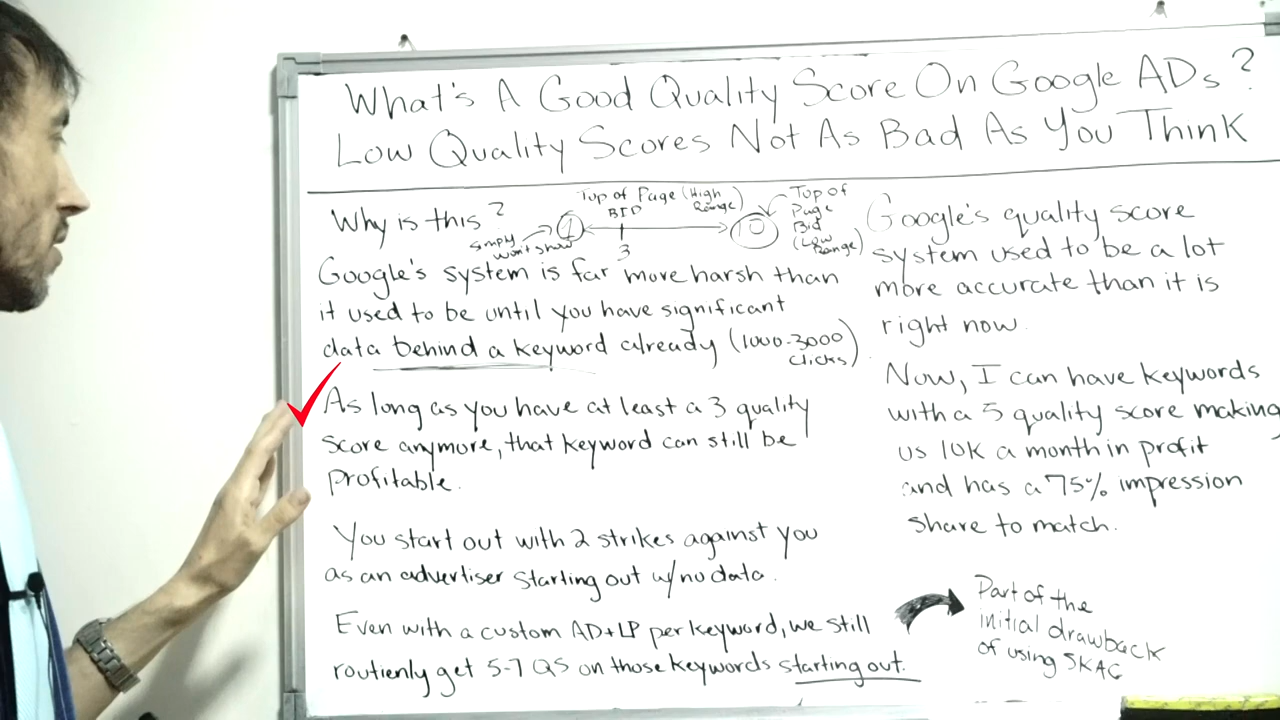 What's A Good Quality Score On Google ADs?
Low Quality Scores Not As Bad As You Think
Why is this?
Simply
won't show
1
Top of Page (High
Range)
BID
3
10
Top of
Page
Bid
(Low
Range)
Google's system is far more harsh than
it used to be until you have significant
data behind a keyword already (1000-3000
clicks)
As long as you have at least a 3 quality
score anymore, that keyword can still be
profitable.
You start out with 2 strikes against you
as an advertiser starting out w/no data.
Even with a custom AD+LP per keyword, we still
routienly get 5-7 QS on those keywords starting out.
Google's quality score
system used to be a lot
more accurate than it is
right now.
Now, I can have keywords
with a 5 quality score making
us 10K a month in profit
and has a 75% impression
share to match.
Part of the
initial drawback
of using SKAG